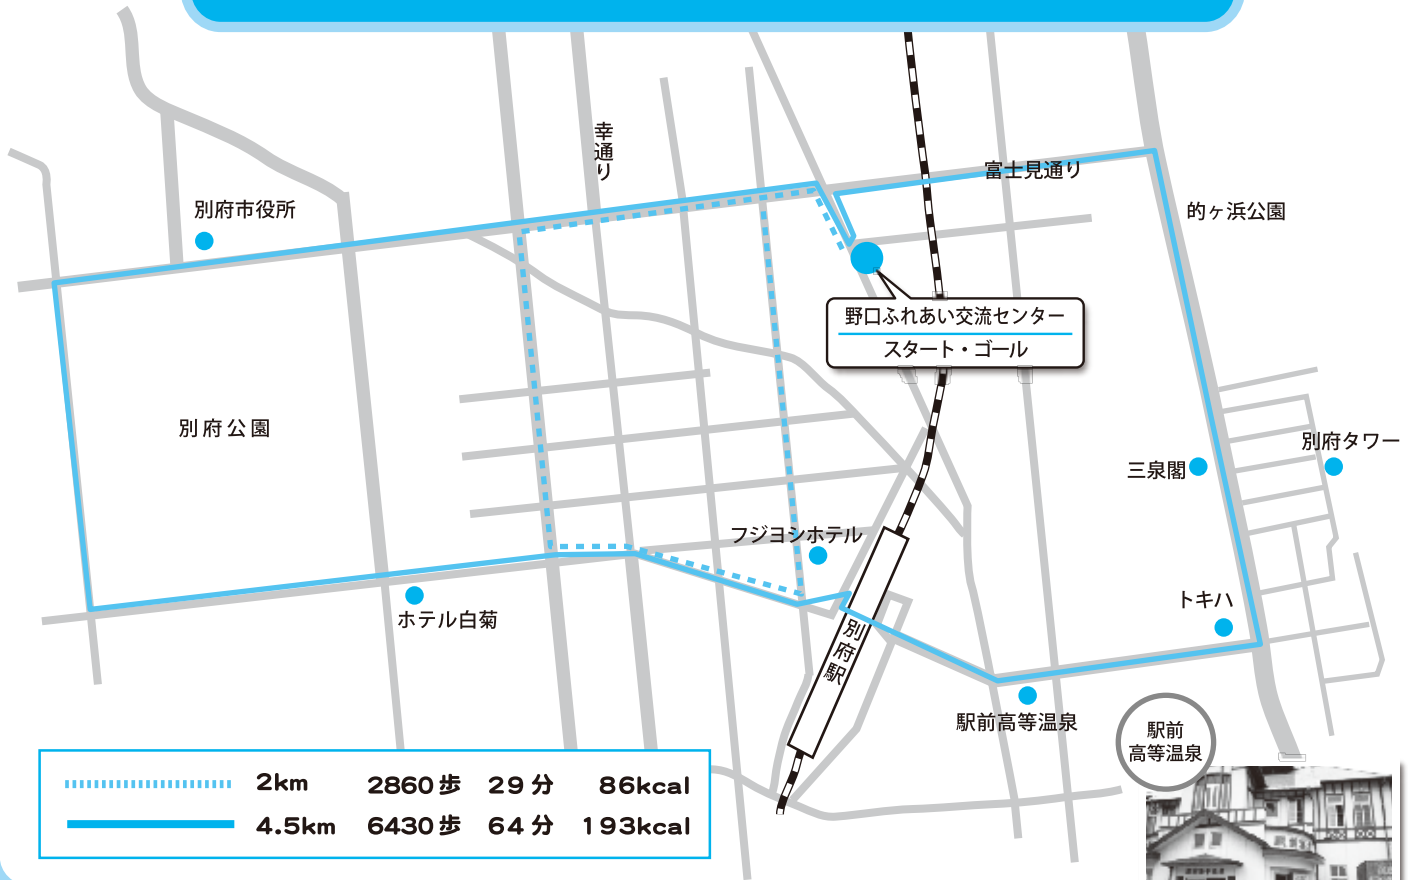 幸通り
富士見通り
別府市役所
的ヶ浜公園
野口ふれあい交流センター
スタート・ゴール
別府公園
別府タワー
三泉閣
フジヨシホテル
トキハ
ホテル白菊
別府駅
駅前高等温泉
駅前
高等温泉
2km 2860歩 29分 86kcal
4.5km 6430歩 64分 193kcal